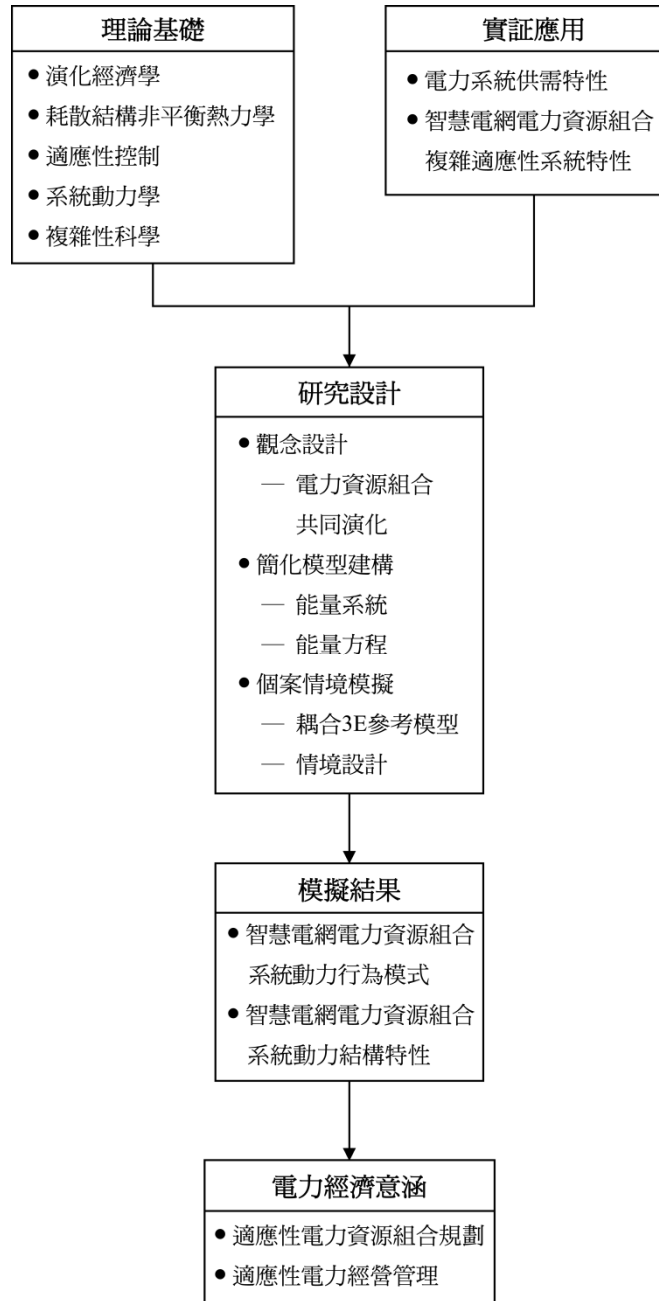 理論基礎
● 演化經濟學
● 耗散結構非平衡熱力學
● 適應性控制
● 系統動力學
● 複雜性科學
實証應用
● 電力系統供需特性
● 智慧電網電力資源組合
複雜適應性系統特性
研究設計
● 觀念設計
— 電力資源組合
共同演化
● 簡化模型建構
— 能量系統
— 能量方程
● 個案情境模擬
— 耦合3E參考模型
— 情境設計
模擬結果
● 智慧電網電力資源組合
系統動力行為模式
● 智慧電網電力資源組合
系統動力結構特性
電力經濟意涵
● 適應性電力資源組合規劃
● 適應性電力經營管理